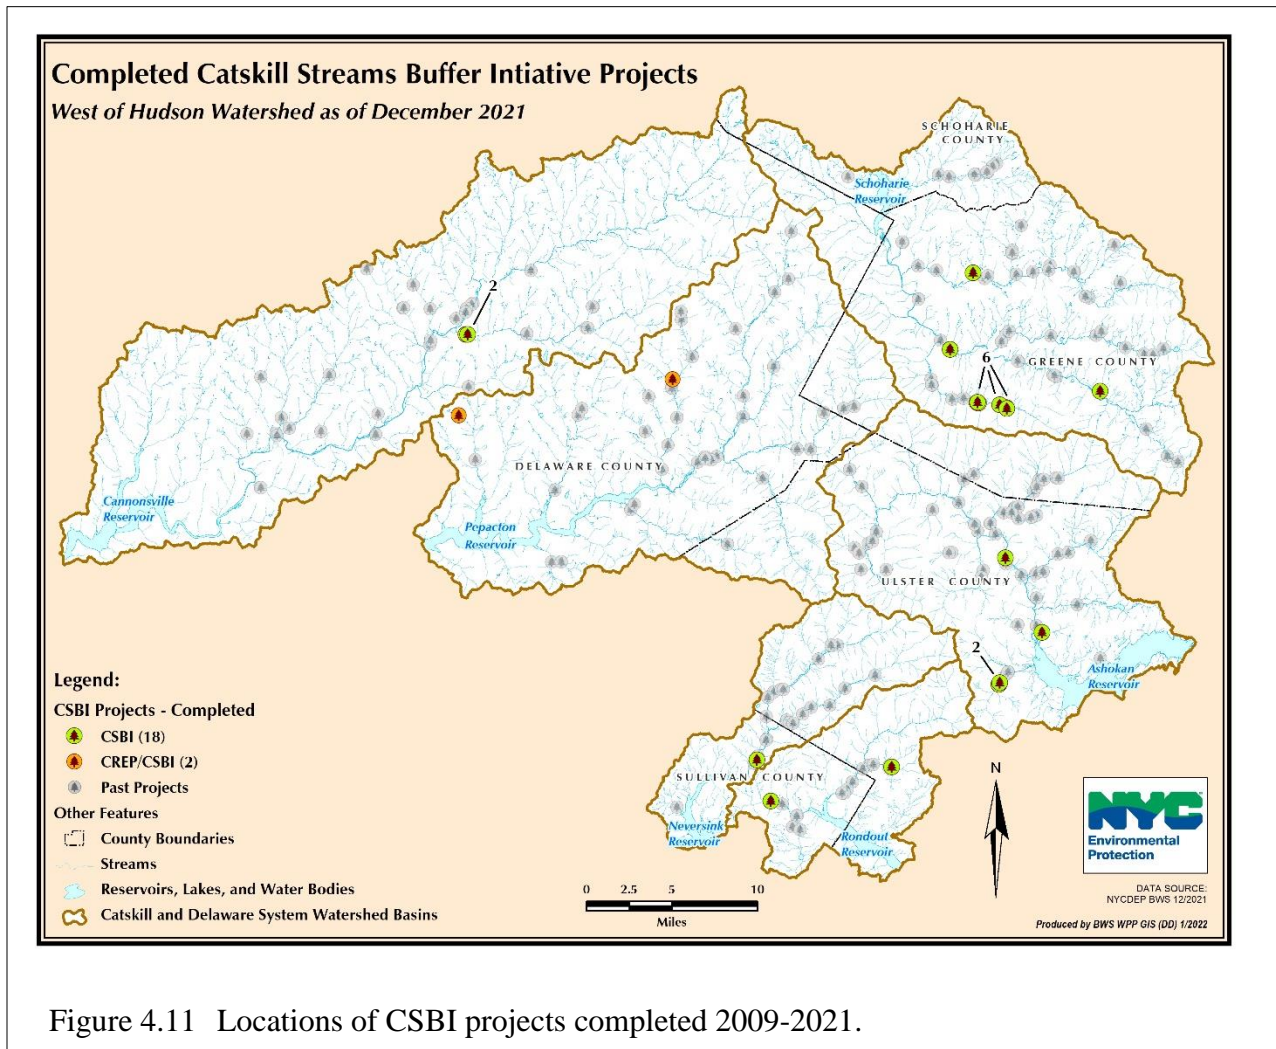 Completed Catskill Streams Buffer Intiative Projects
West of Hudson Watershed as of December 2021
SCHOHARIE
COUNTY
Schoharie
Reservoir
2
6
GREENE COUNTY
DELAWARE COUNTY
Cannonsville
Reservoir
Pepacton
Reservoir
ULSTER COUNTY
2
Ashokan
Reservoir
SULLIVAN COUNTY
Neversink
Reservoir
Rondout
Reservoir
Legend:
CSBI Projects - Completed
CSBI (18)
CREP/CSBI (2)
Past Projects
Other Features
County Boundaries
Streams
Reservoirs, Lakes, and Water Bodies
Catskill and Delaware System Watershed Basins
0 2.5 5 10
Miles
N
NYC
Environmental
Protection
DATA SOURCE:
NYCDEP BWS 12/2021
Produced by BWS WPP GIS (DD) 1/2022
Figure 4.11 Locations of CSBI projects completed 2009-2021.